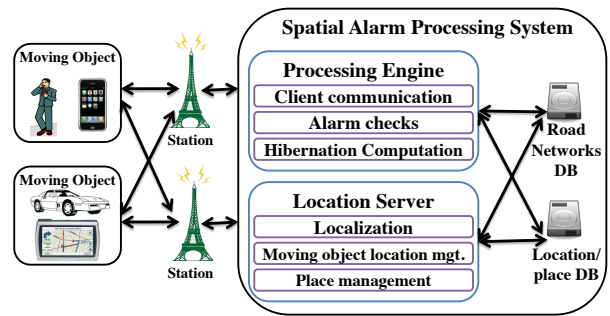 Spatial Alarm Processing System
Moving Object
Station
Processing Engine
Client communication
Alarm checks
Hibernation Computation
Road
Networks
DB
Moving Object
Station
Location Server
Localization
Moving object location mgt.
Place management
Location/
place DB